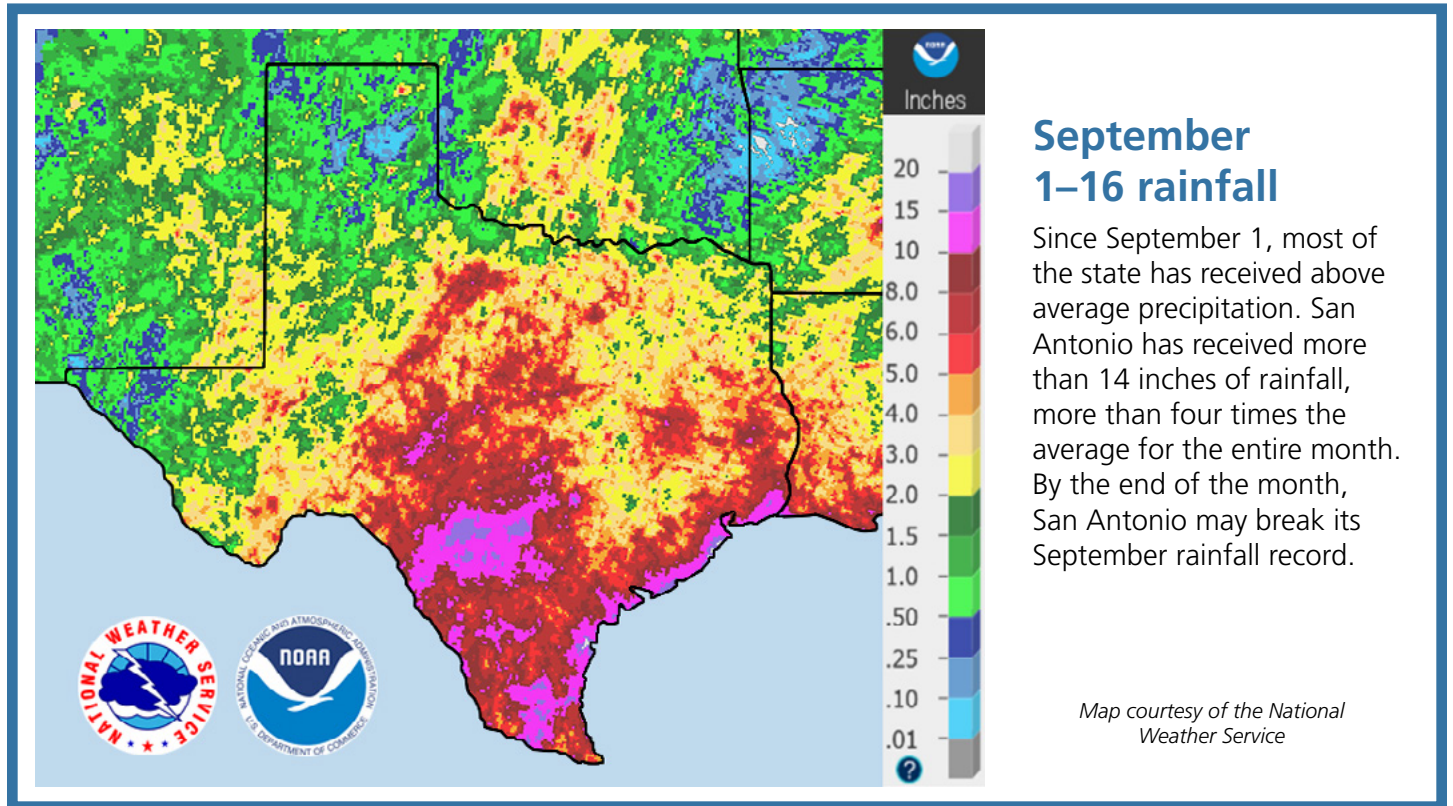 noaa
Inches
20
15
10
8.0
6.0
5.0
4.0
3.0
2.0
1.5
1.0
.50
.25
.10
.01
?
September
1–16 rainfall
Since September 1, most of
the state has received above
average precipitation. San
Antonio has received more
than 14 inches of rainfall,
more than four times the
average for the entire month.
By the end of the month,
San Antonio may break its
September rainfall record.
Map courtesy of the National
Weather Service
NATIONAL WEATHER SERVICE
NATIONAL OCEANIC AND ATMOSPHERIC ADMINISTRATION
NOAA
U.S. DEPARTMENT OF COMMERCE